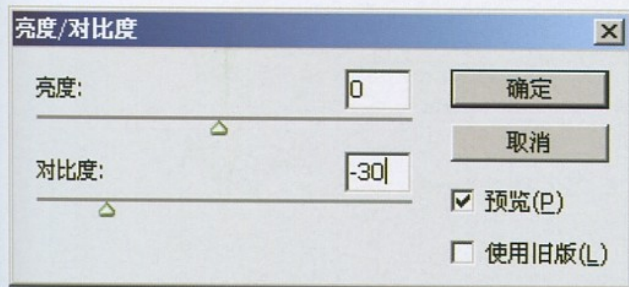 亮度/对比度
亮度: 0
确定
取消
对比度: -30
预览(P)
使用旧版(L)